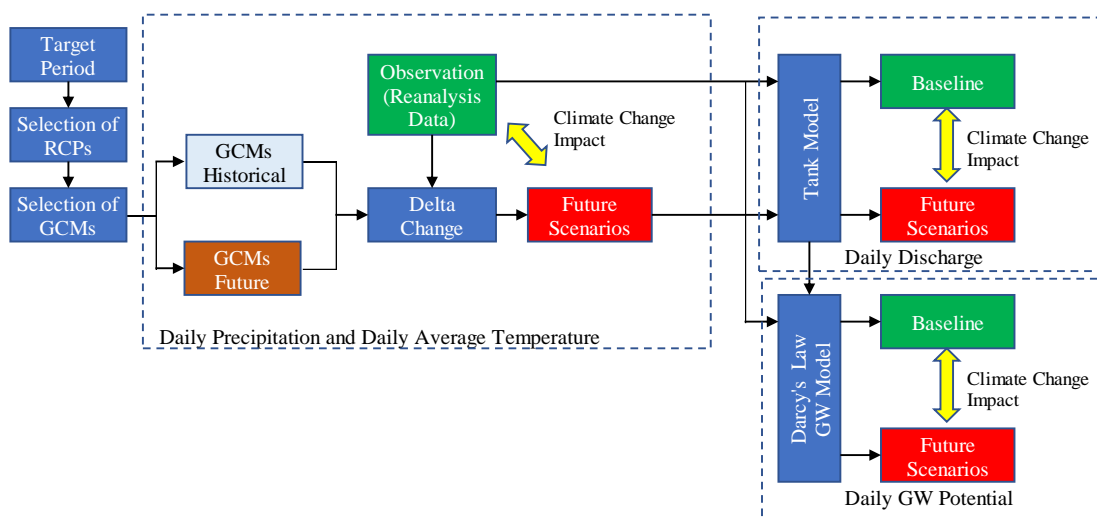 Target
Period
Selection of
RCPs
Selection of
GCMs
GCMs
Historical
GCMs
Future
Observation
(Reanalysis
Data)
Climate Change
Impact
Delta
Change
Future
Scenarios
Daily Precipitation and Daily Average Temperature
Tank Model
Baseline
Climate Change
Impact
Future
Scenarios
Daily Discharge
Darcy's Law
GW Model
Baseline
Climate Change
Impact
Future
Scenarios
Daily GW Potential